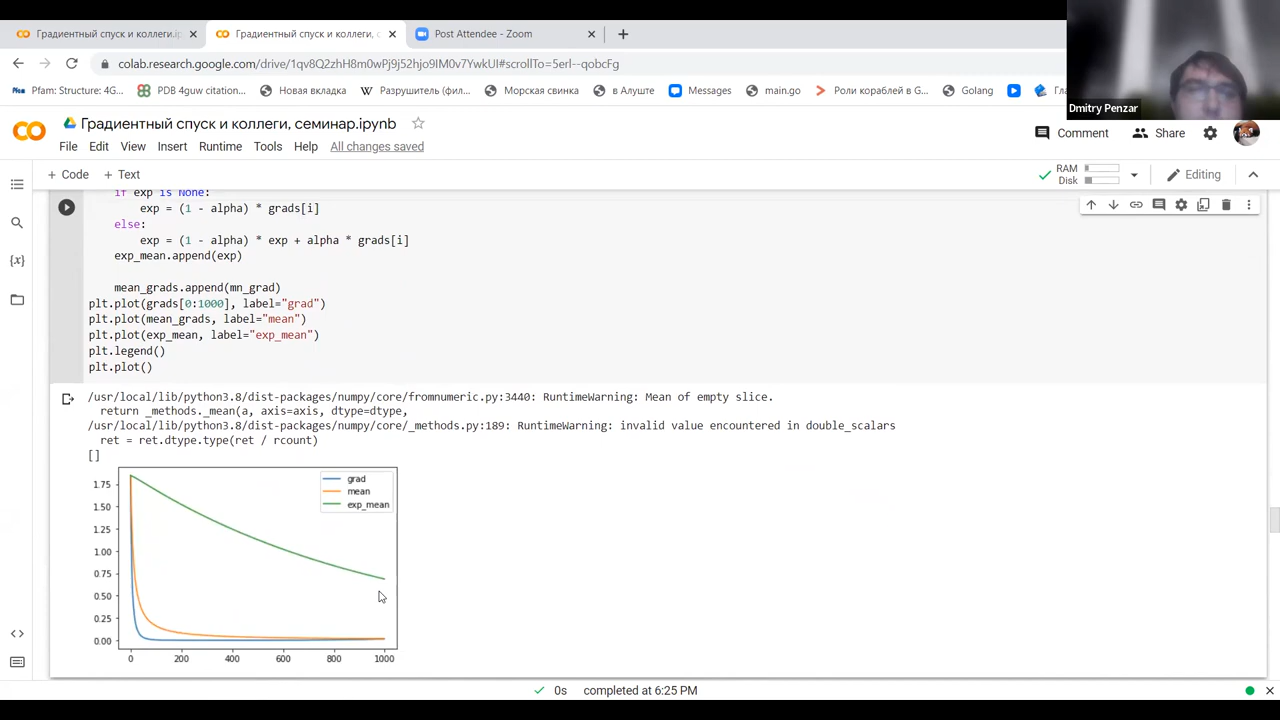 Градиентный спуск и коллеги.i
Градиентный спуск и коллеги, с
Post Attendee - Zoom
colab.research.google.com/drive/1qv8Q2zhH8m0wPj9j52hjo9IM0v7YwkUI#scrollTo=5erl--qobcFg
Pfam: Structure: 4G...
PDB 4guw citation...
Новая вкладка
Разрушитель (фил...
Морская свинка
в Алуште
Messages
main.go
Роли кораблей в G...
Golang
Гла
Dmitry Penzar
Градиентный спуск и коллеги, семинар.ipynb
Comment
Share
File Edit View Insert Runtime Tools Help All changes saved
+ Code + Text
RAM
Disk
Editing
if exp is None:
exp = (1 - alpha) * grads[i]
else:
exp = (1 - alpha) * exp + alpha * grads[i]
exp_mean.append(exp)
mean_grads.append(mn_grad)
plt.plot(grads[0:1000], label="grad")
plt.plot(mean_grads, label="mean")
plt.plot(exp_mean, label="exp_mean")
plt.legend()
plt.plot()
/usr/local/lib/python3.8/dist-packages/numpy/core/fromnumeric.py:3440: RuntimeWarning: Mean of empty slice.
return _methods._mean(a, axis=axis, dtype=dtype,
/usr/local/lib/python3.8/dist-packages/numpy/core/_methods.py:189: RuntimeWarning: invalid value encountered in double_scalars
ret = ret.dtype.type(ret / rcount)
[]
grad
mean
exp_mean
1.75
1.50
1.25
1.00
0.75
0.50
0.25
0.00
0 200 400 600 800 1000
0s completed at 6:25 PM